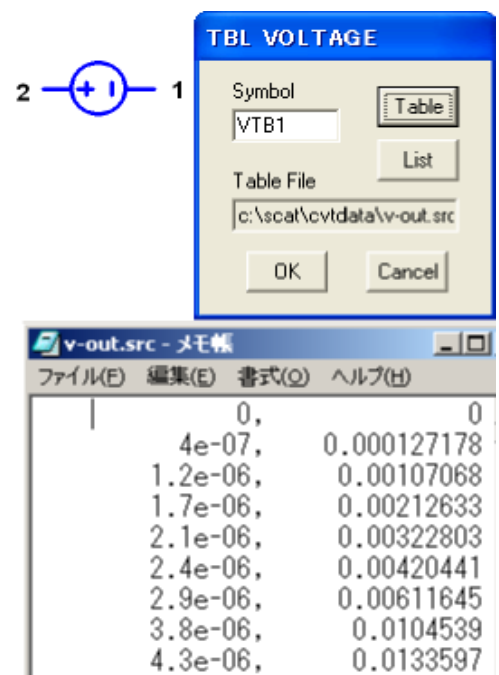 TBL VOLTAGE
2 + 1
Symbol
VTB1
Table
List
Table File
c:\scat\cvtdata\v-out.src
OK
Cancel
v-out.src - メモ帳
ファイル(F) 編集(E) 書式(O) ヘルプ(H)
0, 0
4e-07, 0.000127178
1.2e-06, 0.00107068
1.7e-06, 0.00212633
2.1e-06, 0.00322803
2.4e-06, 0.00420441
2.9e-06, 0.00611645
3.8e-06, 0.0104539
4.3e-06, 0.0133597